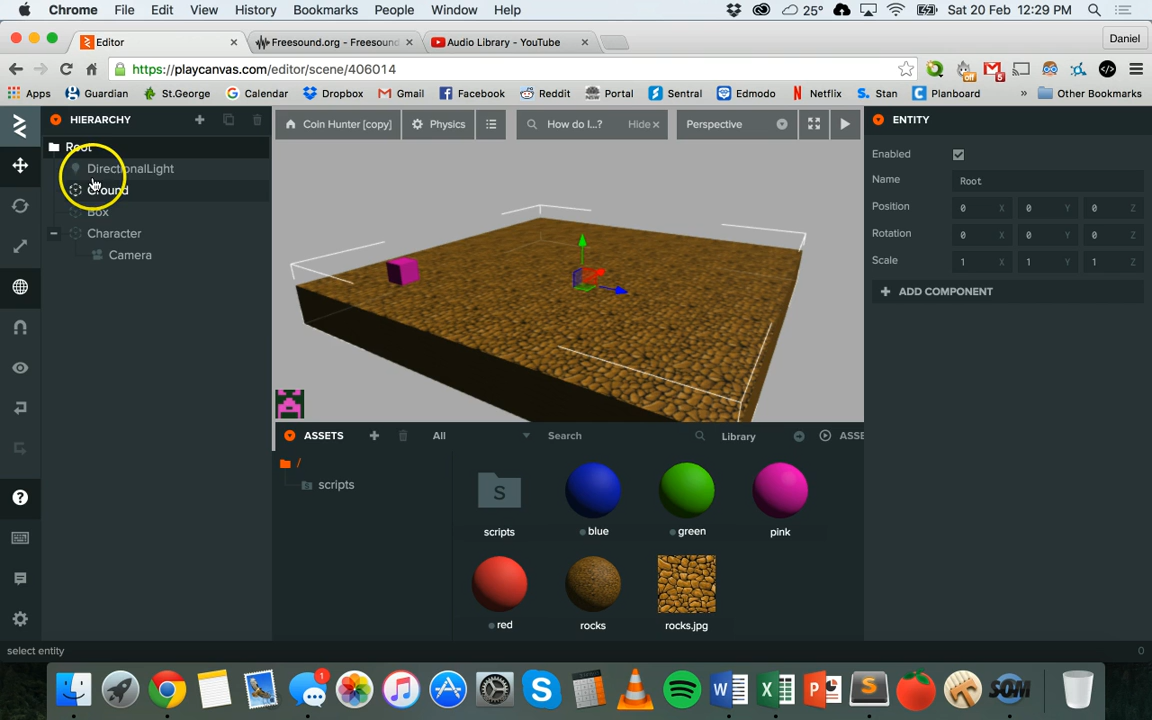 Chrome File Edit View History Bookmarks People Window Help 25° Sat 20 Feb 12:29 PM
Editor Freesound.org - Freesound Audio Library - YouTube Daniel
https://playcanvas.com/editor/scene/406014
Apps Guardian St.George Calendar Dropbox Gmail Facebook Reddit Portal Sentral Edmodo Netflix Stan Planboard » Other Bookmarks
HIERARCHY
Root
DirectionalLight
Ground
Box
Character
Camera
Coin Hunter [copy] Physics How do I...? Hide Perspective
ENTITY
Enabled
Name Root
Position 0 X 0 Y 0 Z
Rotation 0 X 0 Y 0 Z
Scale 1 X 1 Y 1 Z
ADD COMPONENT
ASSETS All Search Library ASSE
/
scripts
S
scripts blue green pink
red rocks rocks.jpg
select entity 0
1